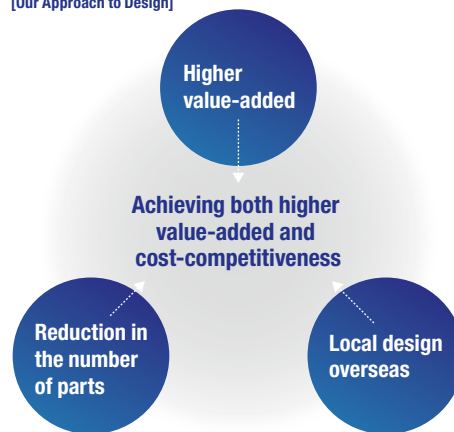 [Our Approach to Design]
Higher
value-added
Achieving both higher
value-added and
cost-competitiveness
Reduction in
the number
of parts
Local design
overseas